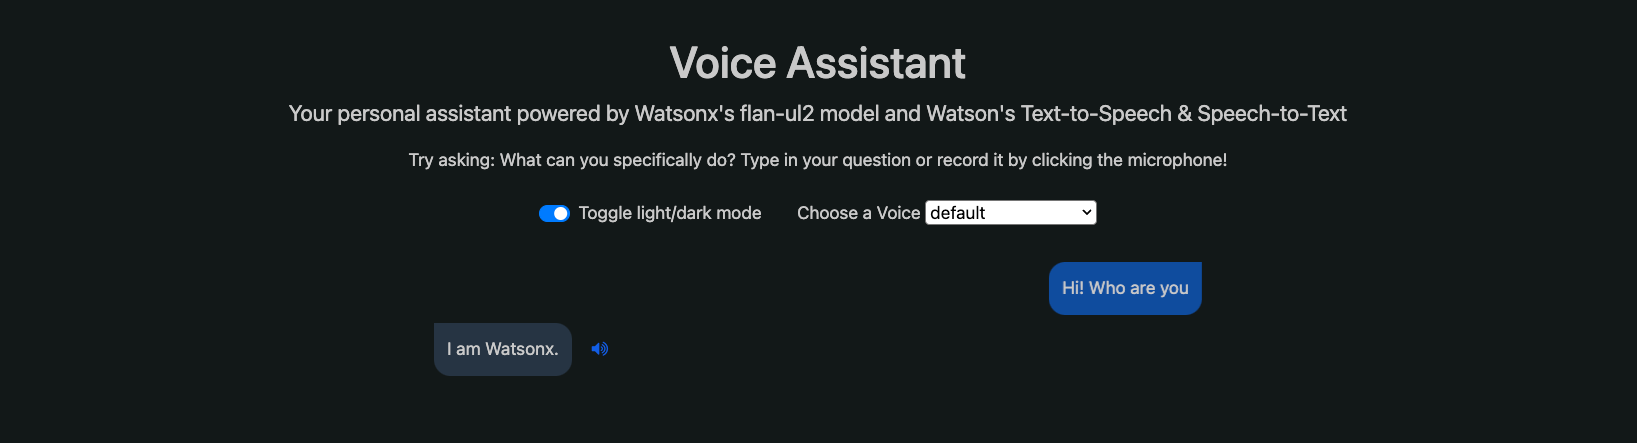 Voice Assistant
Your personal assistant powered by Watsonx's flan-ul2 model and Watson's Text-to-Speech & Speech-to-Text
Try asking: What can you specifically do? Type in your question or record it by clicking the microphone!
Toggle light/dark mode Choose a Voice default
Hi! Who are you
I am Watsonx.